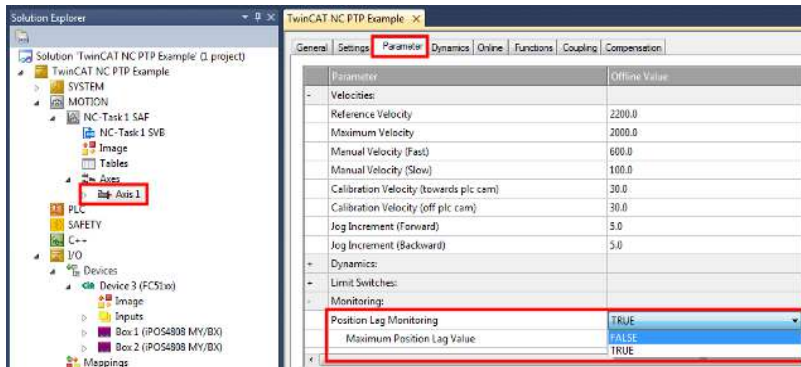 Solution Explorer
Solution 'TwinCAT NC PTP Example' (1 project)
TwinCAT NC PTP Example
SYSTEM
MOTION
NC-Task 1 SAF
NC-Task 1 SVB
Image
Tables
Axes
Axis 1
PLC
SAFETY
C++
I/O
Devices
Device 3 (FC51xx)
Image
Inputs
Box 1 (iPOS4808 MY/BX)
Box 2 (iPOS4808 MY/BX)
Mappings
TwinCAT NC PTP Example
General Settings Parameter Dynamics Online Functions Coupling Compensation
Parameter Offline Value
- Velocities:
Reference Velocity 2200.0
Maximum Velocity 2000.0
Manual Velocity (Fast) 600.0
Manual Velocity (Slow) 100.0
Calibration Velocity (towards plc cam) 30.0
Calibration Velocity (off plc cam) 30.0
Jog Increment (Forward) 5.0
Jog Increment (Backward) 5.0
+ Dynamics:
+ Limit Switches:
- Monitoring:
Position Lag Monitoring TRUE
Maximum Position Lag Value FALSE
TRUE